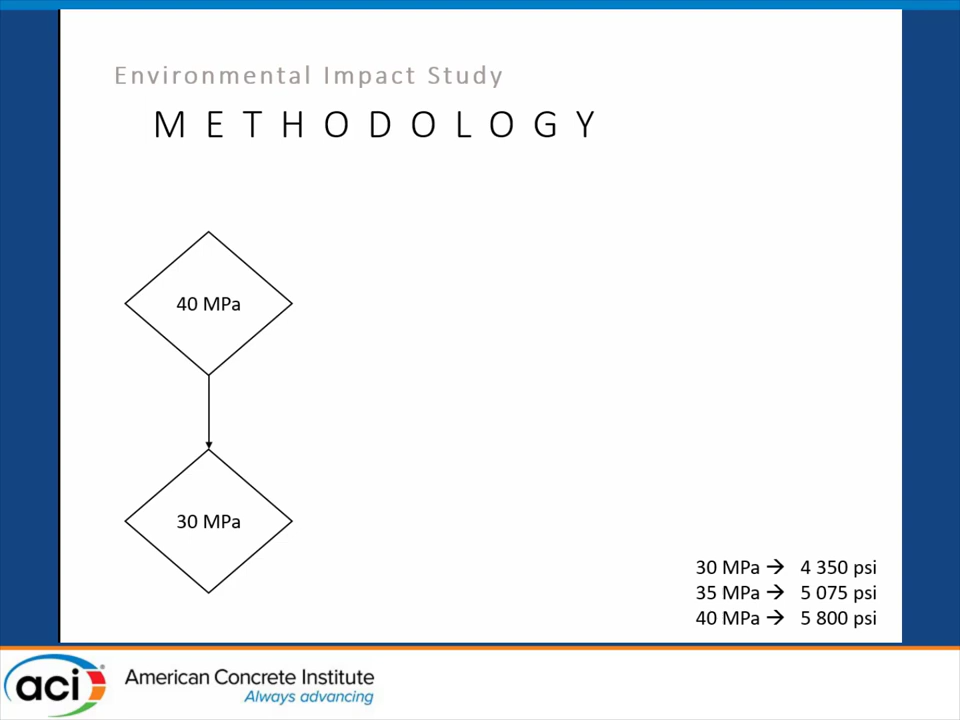 Environmental Impact Study
METHODOLOGY
40 MPa
30 MPa
30 MPa → 4 350 psi
35 MPa → 5 075 psi
40 MPa → 5 800 psi
aci®
American Concrete Institute
Always advancing